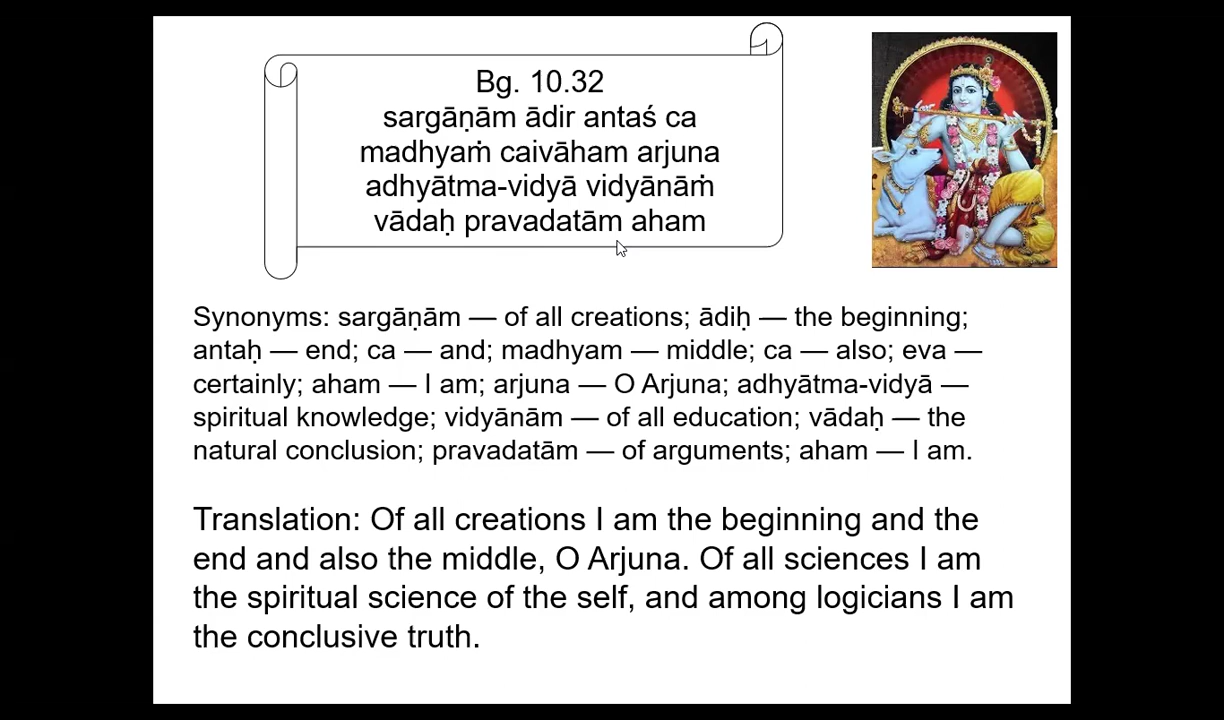 Bg. 10.32
sargāṇām ādir antaś ca
madhyaṁ caivāham arjuna
adhyātma-vidyā vidyānāṁ
vādaḥ pravadatām aham
Synonyms: sargāṇām — of all creations; ādiḥ — the beginning;
antaḥ — end; ca — and; madhyam — middle; ca — also; eva —
certainly; aham — I am; arjuna — O Arjuna; adhyātma-vidyā —
spiritual knowledge; vidyānām — of all education; vādaḥ — the
natural conclusion; pravadatām — of arguments; aham — I am.
Translation: Of all creations I am the beginning and the
end and also the middle, O Arjuna. Of all sciences I am
the spiritual science of the self, and among logicians I am
the conclusive truth.